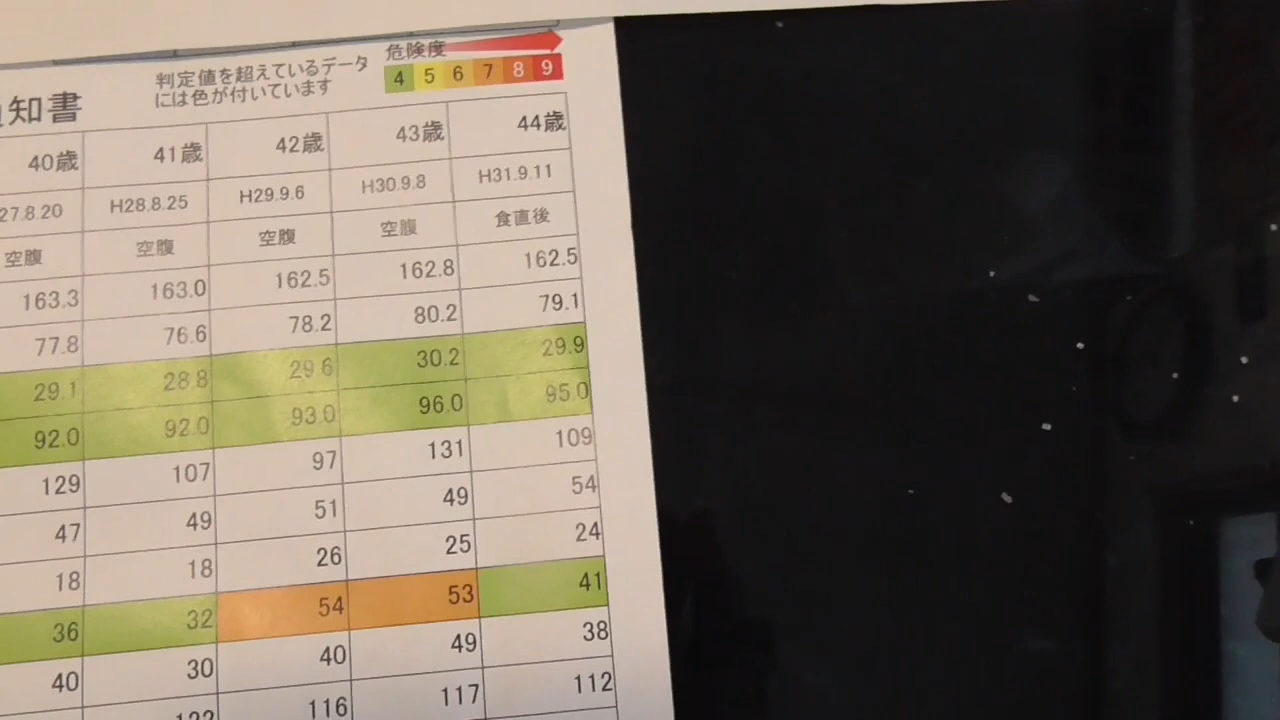 危険度
判定値を超えているデータ
には色が付いています
4 5 6 7 8 9
知書
40歳 41歳 42歳 43歳 44歳
27.8.20 H28.8.25 H29.9.6 H30.9.8 H31.9.11
空腹 空腹 空腹 空腹 食直後
163.3 163.0 162.5 162.8 162.5
77.8 76.6 78.2 80.2 79.1
29.1 28.8 29.6 30.2 29.9
92.0 92.0 93.0 96.0 95.0
129 107 97 131 109
47 49 51 49 54
18 18 26 25 24
36 32 54 53 41
40 30 40 49 38
116 117 112